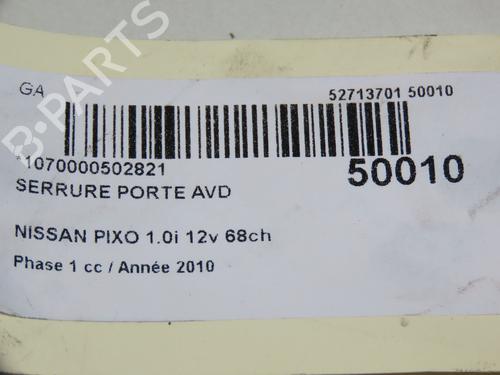 B-PARTS
GA
52713701 50010
*1070000502821
50010
SERRURE PORTE AVD
NISSAN PIXO 1.0i 12v 68ch
Phase 1 cc / Année 2010